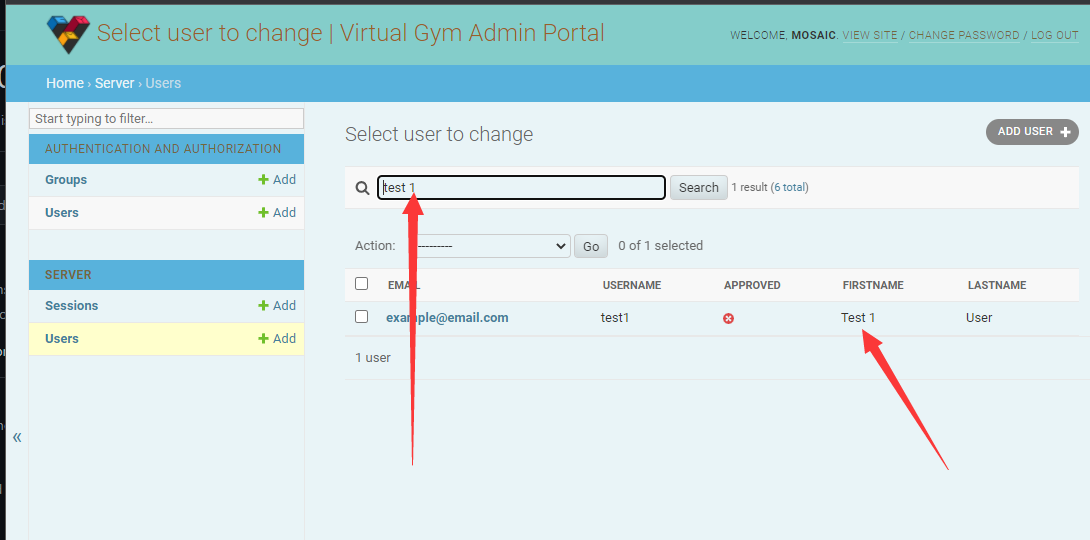 Select user to change | Virtual Gym Admin Portal
WELCOME, MOSAIC. VIEW SITE / CHANGE PASSWORD / LOG OUT
Home › Server › Users
Start typing to filter...
AUTHENTICATION AND AUTHORIZATION
Groups + Add
Users + Add
SERVER
Sessions + Add
Users + Add
«
Select user to change
ADD USER +
test 1 Search 1 result (6 total)
Action: --------- Go 0 of 1 selected
EMAIL USERNAME APPROVED FIRSTNAME LASTNAME
example@email.com test1 Test 1 User
1 user